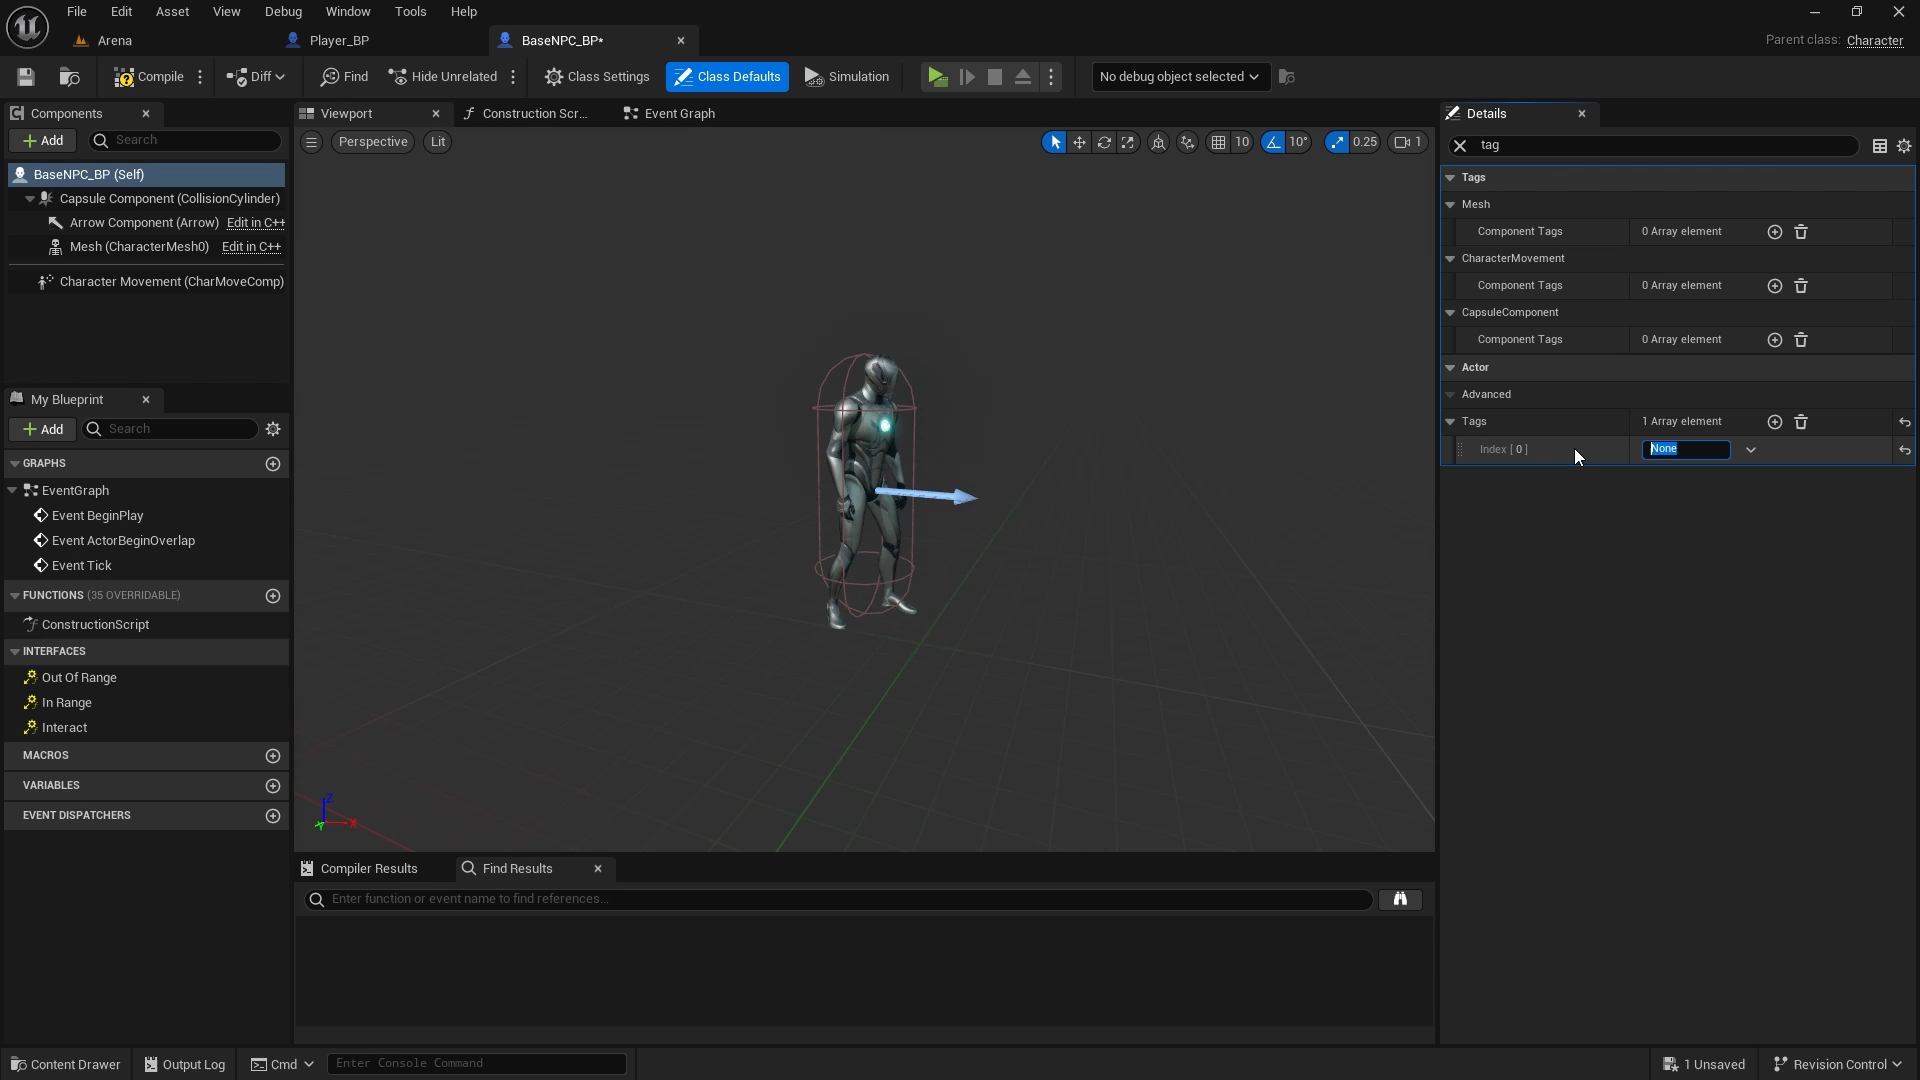 File Edit Asset View Debug Window Tools Help
Arena Player_BP BaseNPC_BP* Parent class: Character
Compile Diff Find Hide Unrelated Class Settings Class Defaults Simulation No debug object selected
Components
Add Search
BaseNPC_BP (Self)
Capsule Component (CollisionCylinder)
Arrow Component (Arrow) Edit in C++
Mesh (CharacterMesh0) Edit in C++
Character Movement (CharMoveComp)
My Blueprint
Add Search
GRAPHS
EventGraph
Event BeginPlay
Event ActorBeginOverlap
Event Tick
FUNCTIONS (35 OVERRIDABLE)
ConstructionScript
INTERFACES
Out Of Range
In Range
Interact
MACROS
VARIABLES
EVENT DISPATCHERS
Viewport Construction Scr... Event Graph
Perspective Lit 10 10° 0.25 1
Z
X
Y
Compiler Results Find Results
Enter function or event name to find references...
Details
tag
Tags
Mesh
Component Tags 0 Array element
CharacterMovement
Component Tags 0 Array element
CapsuleComponent
Component Tags 0 Array element
Actor
Advanced
Tags 1 Array element
Index [ 0 ] None
Content Drawer Output Log Cmd Enter Console Command 1 Unsaved Revision Control